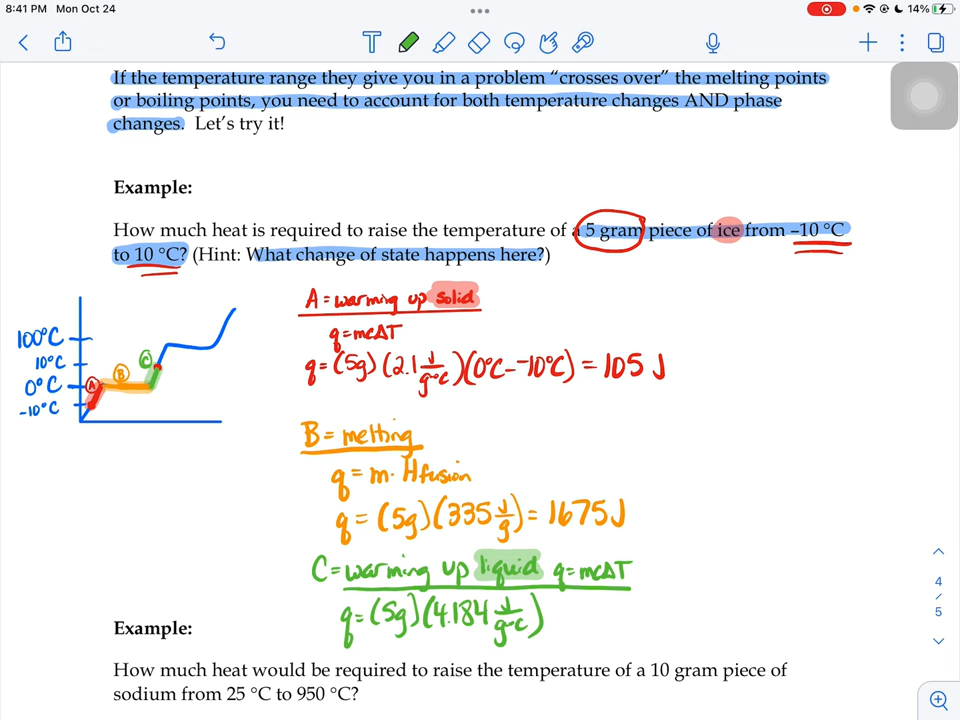 8:41 PM Mon Oct 24
14%
If the temperature range they give you in a problem “crosses over” the melting points
or boiling points, you need to account for both temperature changes AND phase
changes. Let’s try it!
Example:
How much heat is required to raise the temperature of a 5 gram piece of ice from –10 °C
to 10 °C? (Hint: What change of state happens here?)
A = warming up solid
q = mcΔT
q = (5g)(2.1 J/g°C)(0°C - -10°C) = 105 J
100°C
10°C
0°C
-10°C
A
B
C
B = melting
q = m · Hfusion
q = (5g)(335 J/g) = 1675J
C = warming up liquid q = mcΔT
q = (5g)(4.184 J/g°C)
Example:
How much heat would be required to raise the temperature of a 10 gram piece of
sodium from 25 °C to 950 °C?
4
/
5